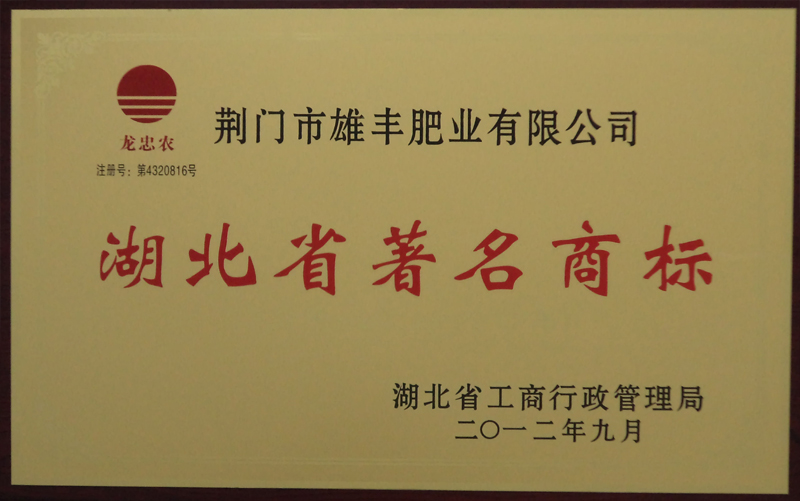 龙忠农
注册号：第4320816号
荆门市雄丰肥业有限公司
湖北省著名商标
湖北省工商行政管理局
二〇一二年九月